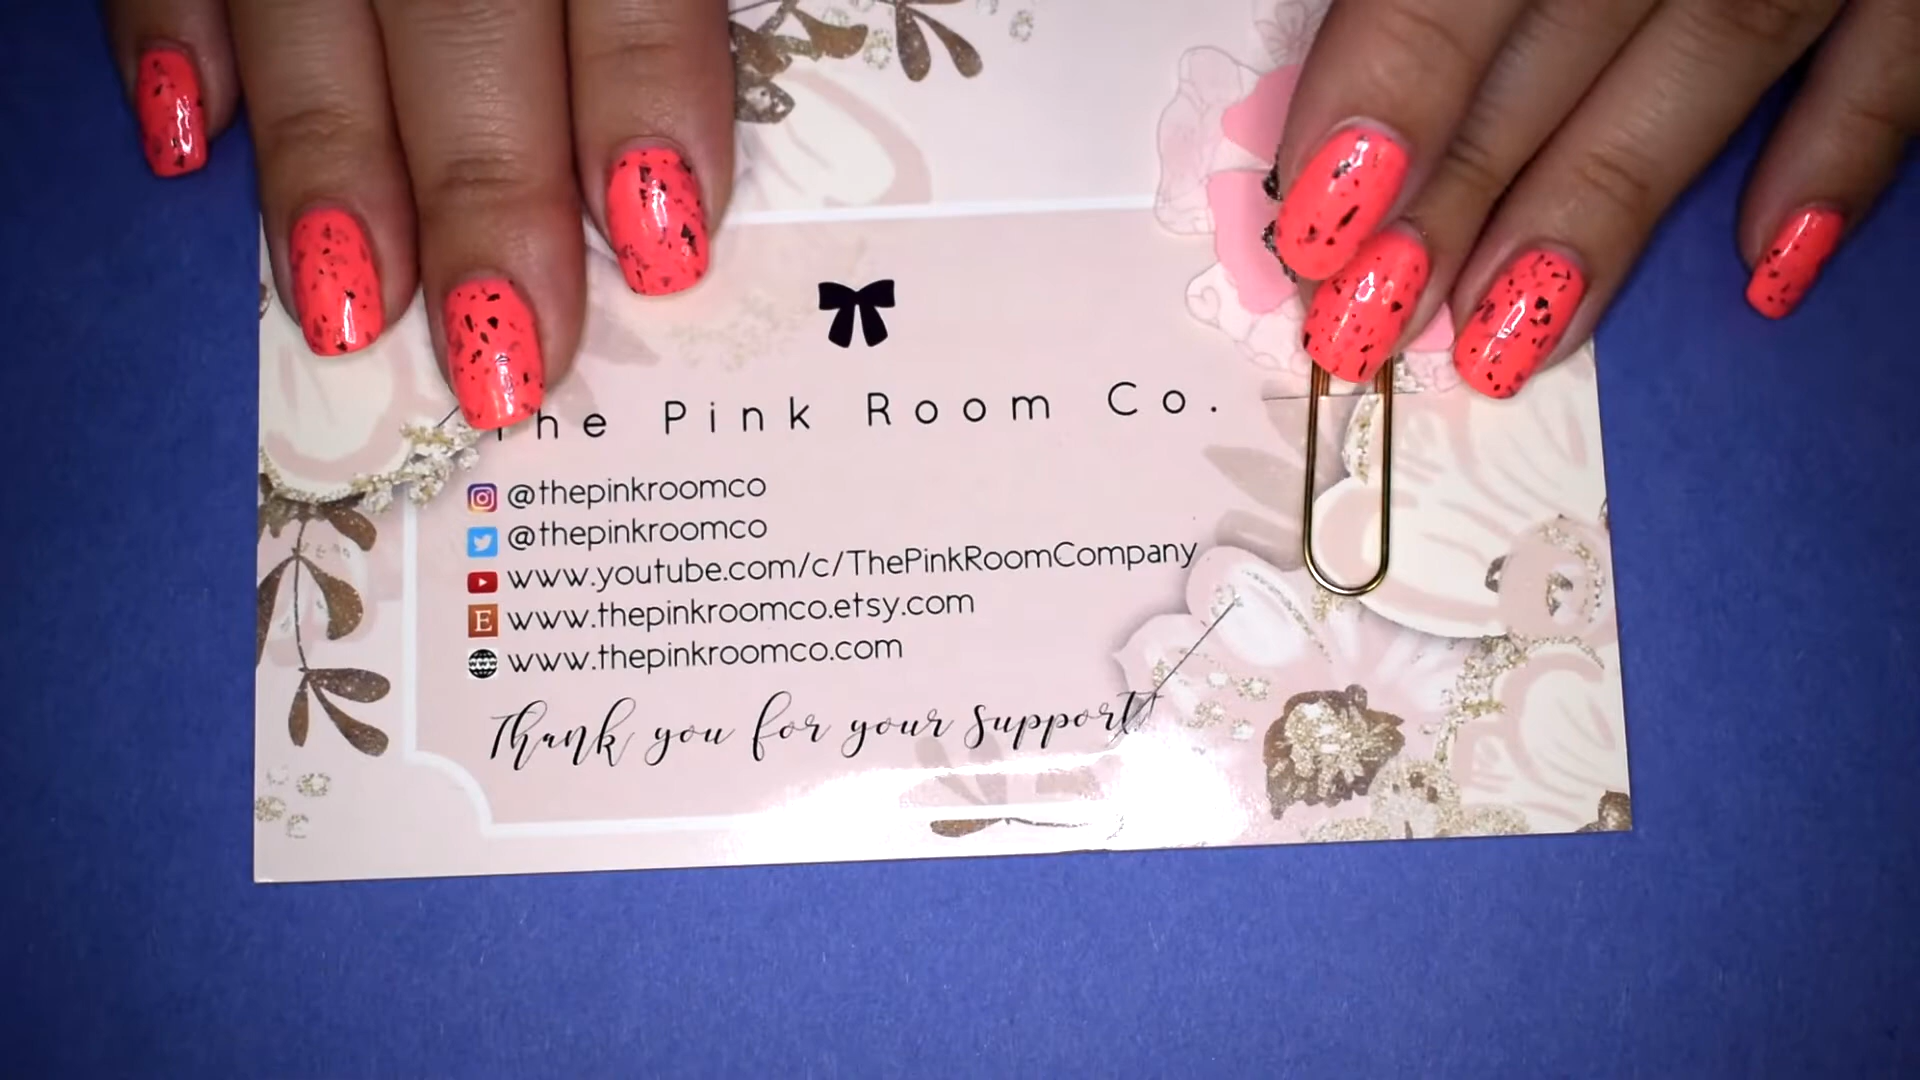 The Pink Room Co.
@thepinkroomco
@thepinkroomco
www.youtube.com/c/ThePinkRoomCompany
E www.thepinkroomco.etsy.com
www www.thepinkroomco.com
Thank you for your support!